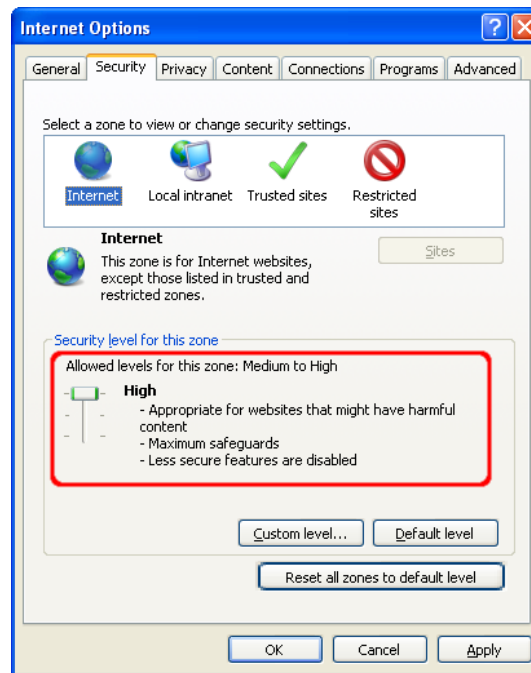 Internet Options
General Security Privacy Content Connections Programs Advanced
Select a zone to view or change security settings.
Internet Local intranet Trusted sites Restricted
sites
Internet
This zone is for Internet websites,
except those listed in trusted and
restricted zones.
Sites
Security level for this zone
Allowed levels for this zone: Medium to High
High
- Appropriate for websites that might have harmful
content
- Maximum safeguards
- Less secure features are disabled
Custom level... Default level
Reset all zones to default level
OK Cancel Apply